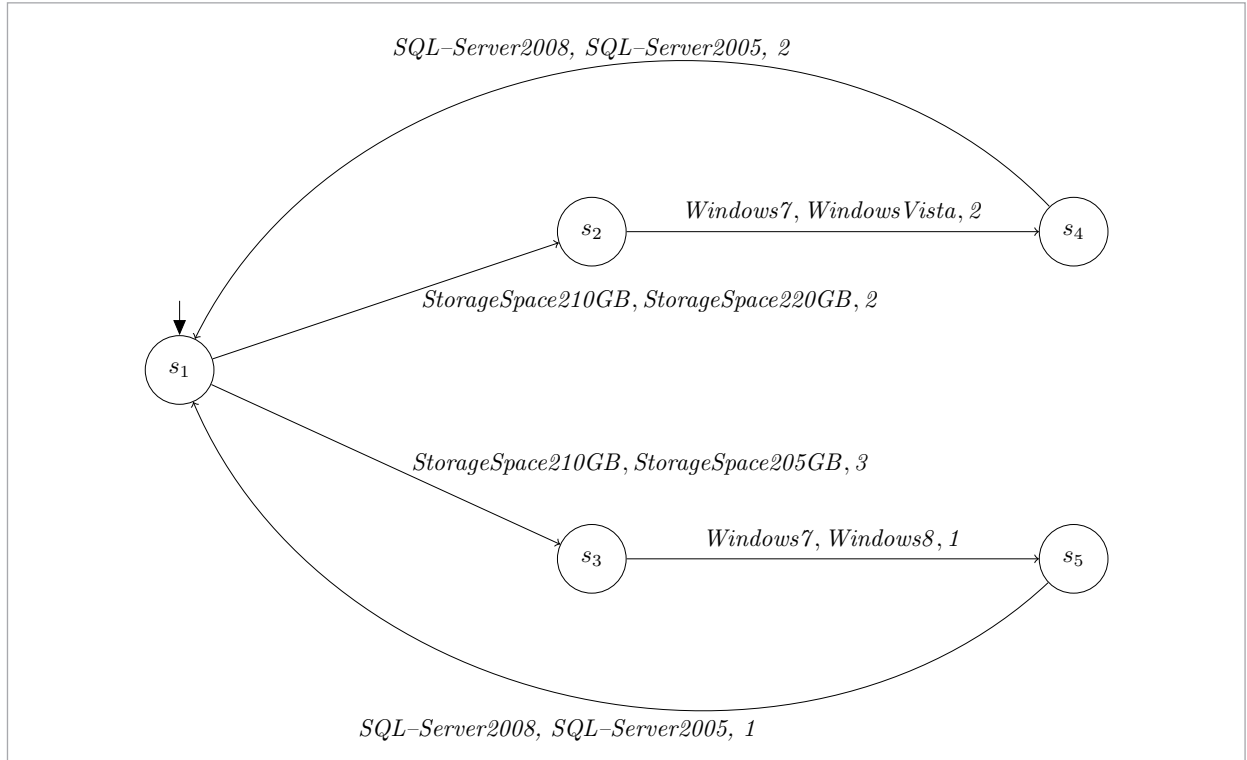 SQL–Server2008, SQL–Server2005, 2
Windows7, WindowsVista, 2
s2
s4
StorageSpace210GB, StorageSpace220GB, 2
s1
StorageSpace210GB, StorageSpace205GB, 3
Windows7, Windows8, 1
s3
s5
SQL–Server2008, SQL–Server2005, 1